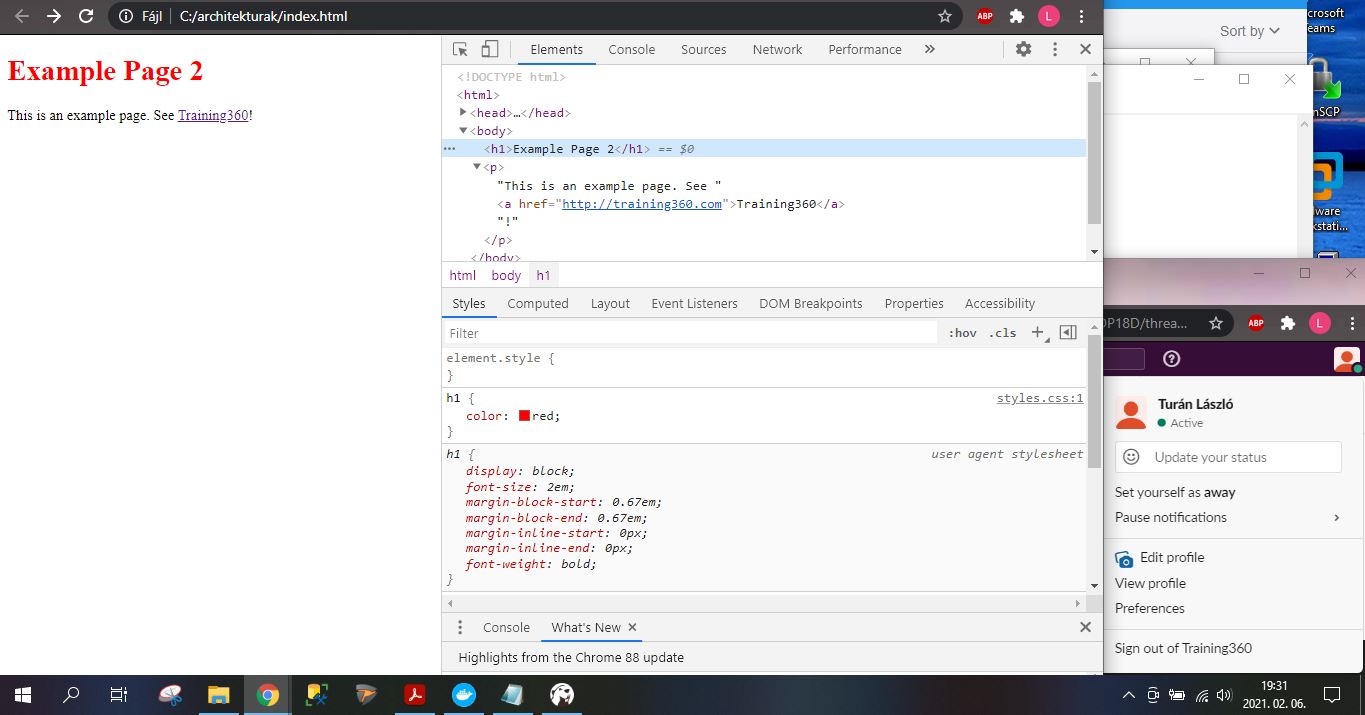 Fájl | C:/architekturak/index.html
ABP
L
Example Page 2
This is an example page. See Training360!
Elements Console Sources Network Performance »
<!DOCTYPE html>
<html>
<head>…</head>
<body>
<h1>Example Page 2</h1> == $0
<p>
"This is an example page. See "
<a href="http://training360.com">Training360</a>
"!"
</p>
</body>
html body h1
Styles Computed Layout Event Listeners DOM Breakpoints Properties Accessibility
Filter :hov .cls +
element.style {
}
h1 { styles.css:1
color: red;
}
h1 { user agent stylesheet
display: block;
font-size: 2em;
margin-block-start: 0.67em;
margin-block-end: 0.67em;
margin-inline-start: 0px;
margin-inline-end: 0px;
font-weight: bold;
}
Console What's New
Highlights from the Chrome 88 update
Sort by
crosoft
eams
nSCP
ware
kstati...
DP18D/threa...
ABP
L
Turán László
Active
Update your status
Set yourself as away
Pause notifications
Edit profile
View profile
Preferences
Sign out of Training360
19:31
2021. 02. 06.